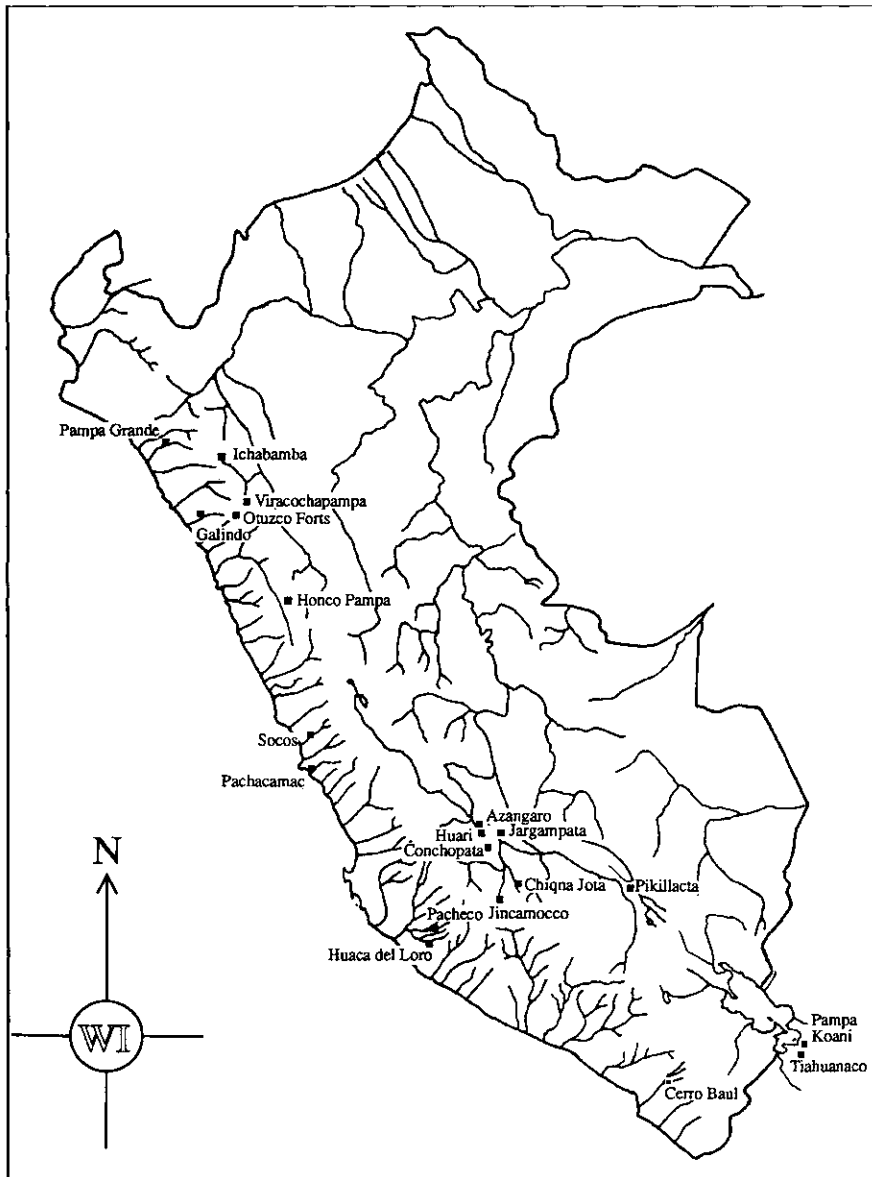 Pampa Grande
Ichabamba
Viracochapampa
Otuzco Forts
Galindo
Honco Pampa
Socos
Pachacamac
Azangaro
Huari
Jargampata
Conchopata
N
Chiqna Jota
Pikillacta
Pacheco
Jincamocco
Huaca del Loro
Pampa
Koani
WI
Tiahuanaco
Cerro Baul